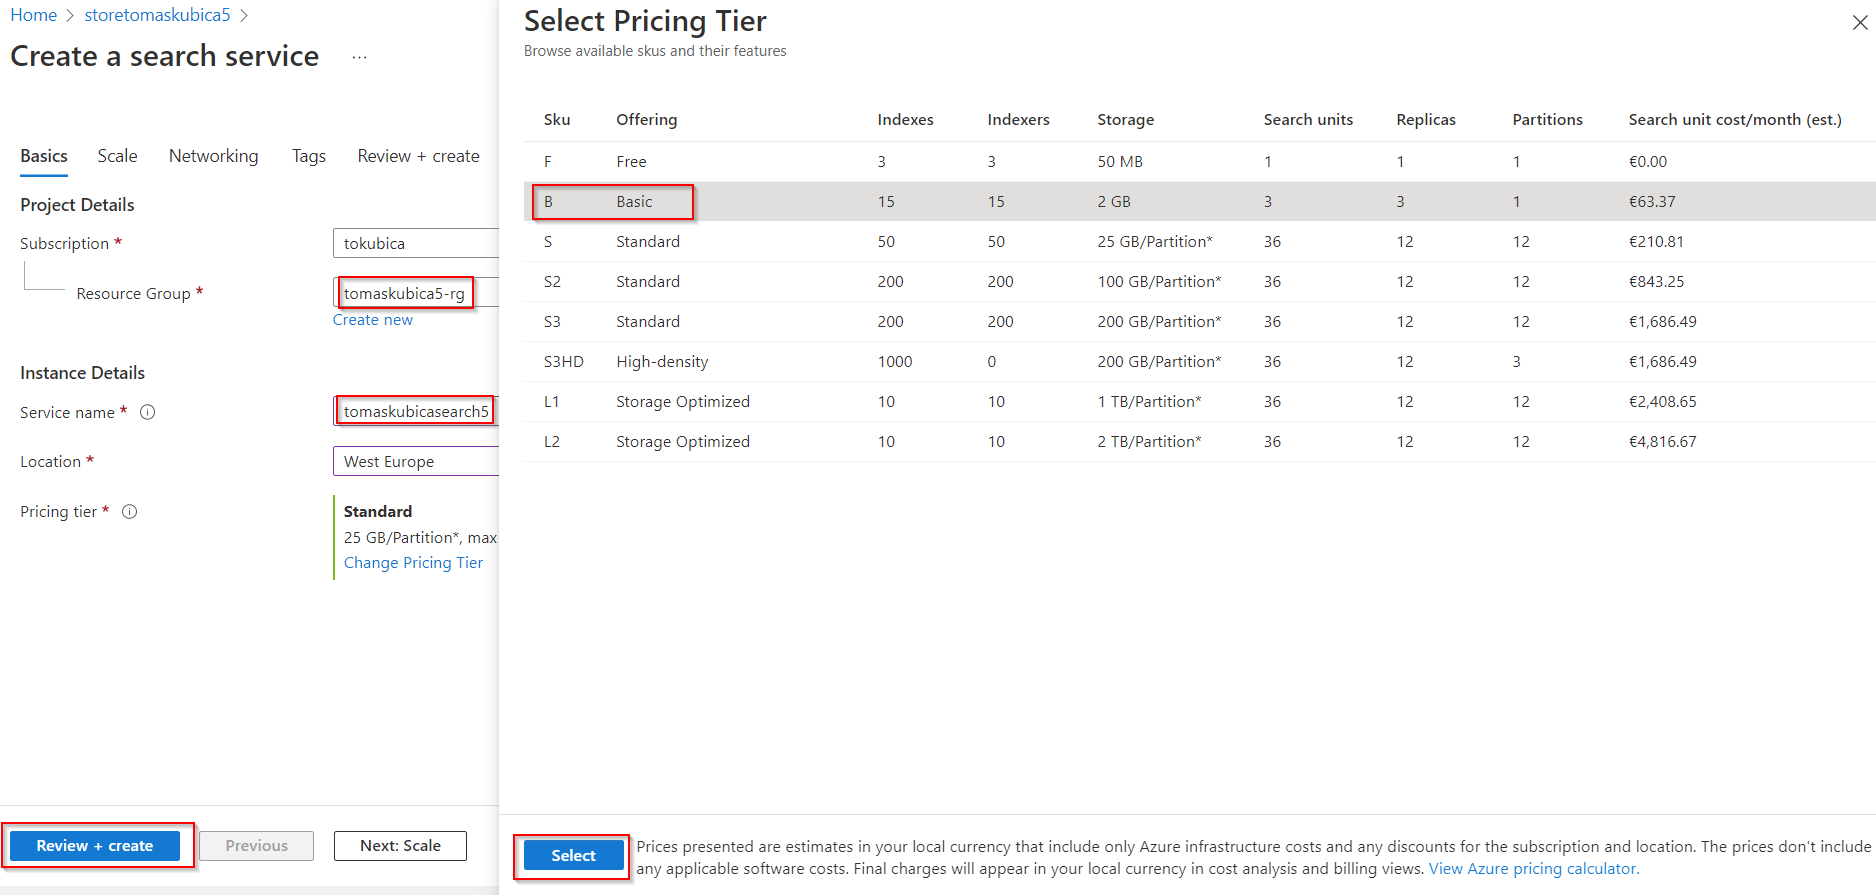 Home > storetomaskubica5 >
Create a search service ...
Basics Scale Networking Tags Review + create
Project Details
Subscription * tokubica
Resource Group * tomaskubica5-rg
Create new
Instance Details
Service name * tomaskubicasearch5
Location * West Europe
Pricing tier * Standard
25 GB/Partition*, max
Change Pricing Tier
Review + create Previous Next: Scale
Select Pricing Tier
Browse available skus and their features
Sku Offering Indexes Indexers Storage Search units Replicas Partitions Search unit cost/month (est.)
F Free 3 3 50 MB 1 1 1 €0.00
B Basic 15 15 2 GB 3 3 1 €63.37
S Standard 50 50 25 GB/Partition* 36 12 12 €210.81
S2 Standard 200 200 100 GB/Partition* 36 12 12 €843.25
S3 Standard 200 200 200 GB/Partition* 36 12 12 €1,686.49
S3HD High-density 1000 0 200 GB/Partition* 36 12 3 €1,686.49
L1 Storage Optimized 10 10 1 TB/Partition* 36 12 12 €2,408.65
L2 Storage Optimized 10 10 2 TB/Partition* 36 12 12 €4,816.67
Select
Prices presented are estimates in your local currency that include only Azure infrastructure costs and any discounts for the subscription and location. The prices don't include
any applicable software costs. Final charges will appear in your local currency in cost analysis and billing views. View Azure pricing calculator.